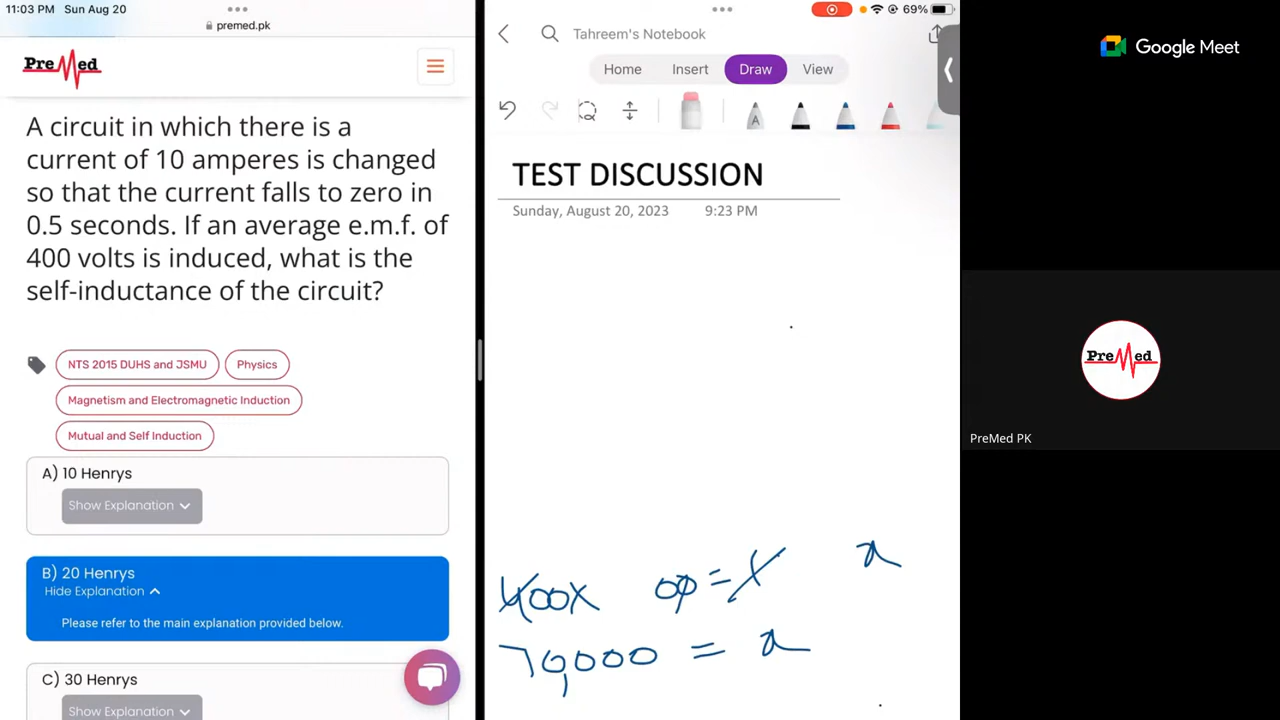 11:03 PM Sun Aug 20
premed.pk
PreMed
A circuit in which there is a
current of 10 amperes is changed
so that the current falls to zero in
0.5 seconds. If an average e.m.f. of
400 volts is induced, what is the
self-inductance of the circuit?
NTS 2015 DUHS and JSMU
Physics
Magnetism and Electromagnetic Induction
Mutual and Self Induction
A) 10 Henrys
Show Explanation
B) 20 Henrys
Hide Explanation
Please refer to the main explanation provided below.
C) 30 Henrys
Show Explanation
69%
Tahreem's Notebook
Home Insert Draw View
A
TEST DISCUSSION
Sunday, August 20, 2023 9:23 PM
Google Meet
PreMed
PreMed PK